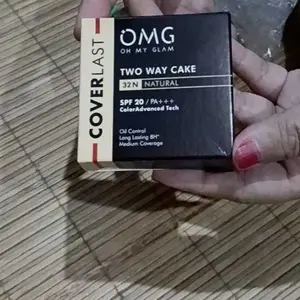 COVERLAST
OMG
OH MY GLAM
TWO WAY CAKE
32N NATURAL
SPF 20 / PA+++
ColorAdvanced Tech
Oil Control
Long Lasting 8H*
Medium Coverage